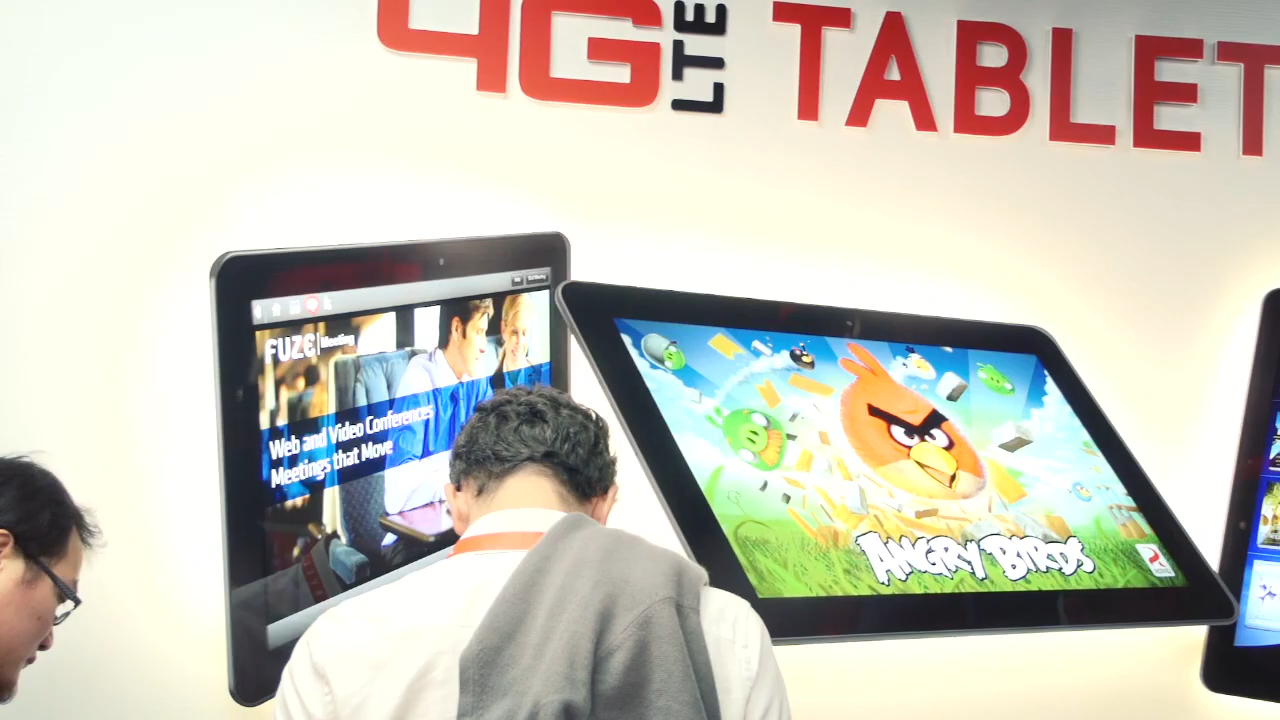 4G LTE TABLET
FUZE Meeting
Web and Video Conferences
Meetings that Move
ANGRY BIRDS